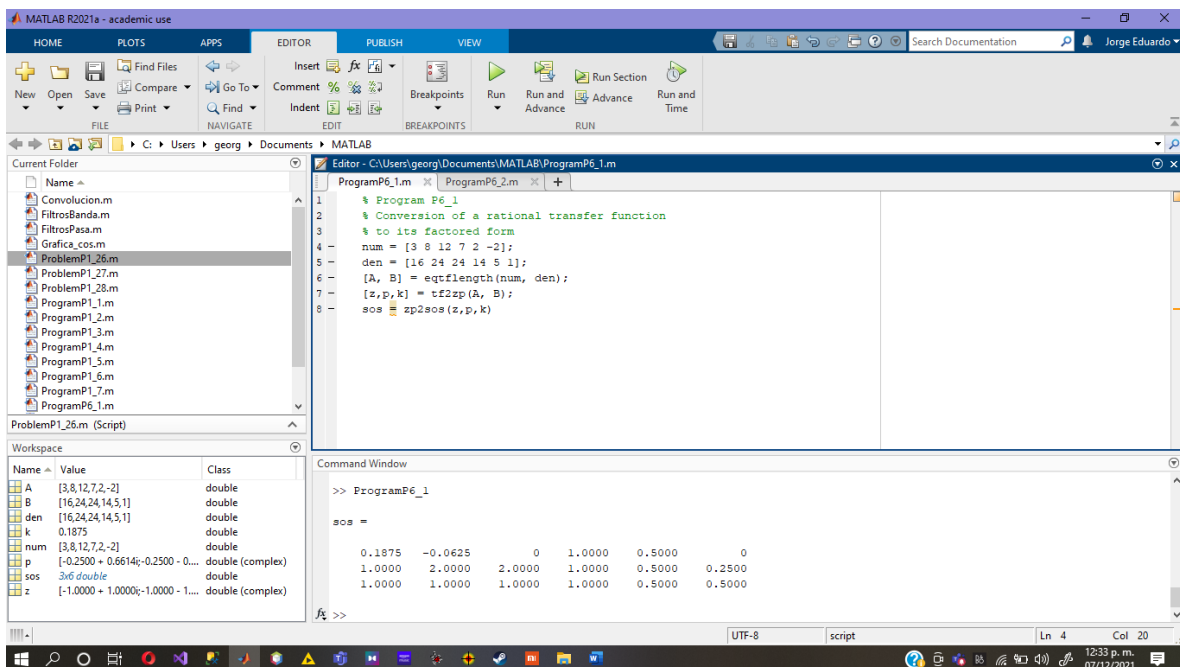 MATLAB R2021a - academic use
HOME PLOTS APPS EDITOR PUBLISH VIEW Search Documentation Jorge Eduardo
New Open Save Find Files Compare Print Go To Find Insert Comment Indent fx Breakpoints Run Run and Advance Run Section Advance Run and Time
FILE NAVIGATE EDIT BREAKPOINTS RUN
C: Users georg Documents MATLAB
Current Folder
Name
Convolucion.m
FiltrosBanda.m
FiltrosPasa.m
Grafica_cos.m
ProblemP1_26.m
ProblemP1_27.m
ProblemP1_28.m
ProgramP1_1.m
ProgramP1_2.m
ProgramP1_3.m
ProgramP1_4.m
ProgramP1_5.m
ProgramP1_6.m
ProgramP1_7.m
ProgramP6_1.m
ProblemP1_26.m (Script)
Workspace
Name Value Class
A [3,8,12,7,2,-2] double
B [16,24,24,14,5,1] double
den [16,24,24,14,5,1] double
k 0.1875 double
num [3,8,12,7,2,-2] double
p [-0.2500 + 0.6614i;-0.2500 - 0.... double (complex)
sos 3x6 double double
z [-1.0000 + 1.0000i;-1.0000 - 1.... double (complex)
Editor - C:\Users\georg\Documents\MATLAB\ProgramP6_1.m
ProgramP6_1.m ProgramP6_2.m +
1 % Program P6_1
2 % Conversion of a rational transfer function
3 % to its factored form
4 - num = [3 8 12 7 2 -2];
5 - den = [16 24 24 14 5 1];
6 - [A, B] = eqtflength(num, den);
7 - [z,p,k] = tf2zp(A, B);
8 - sos = zp2sos(z,p,k)
Command Window
>> ProgramP6_1
sos =
0.1875 -0.0625 0 1.0000 0.5000 0
1.0000 2.0000 2.0000 1.0000 0.5000 0.2500
1.0000 1.0000 1.0000 1.0000 0.5000 0.5000
fx >>
UTF-8 script Ln 4 Col 20
12:33 p. m.
07/12/2021